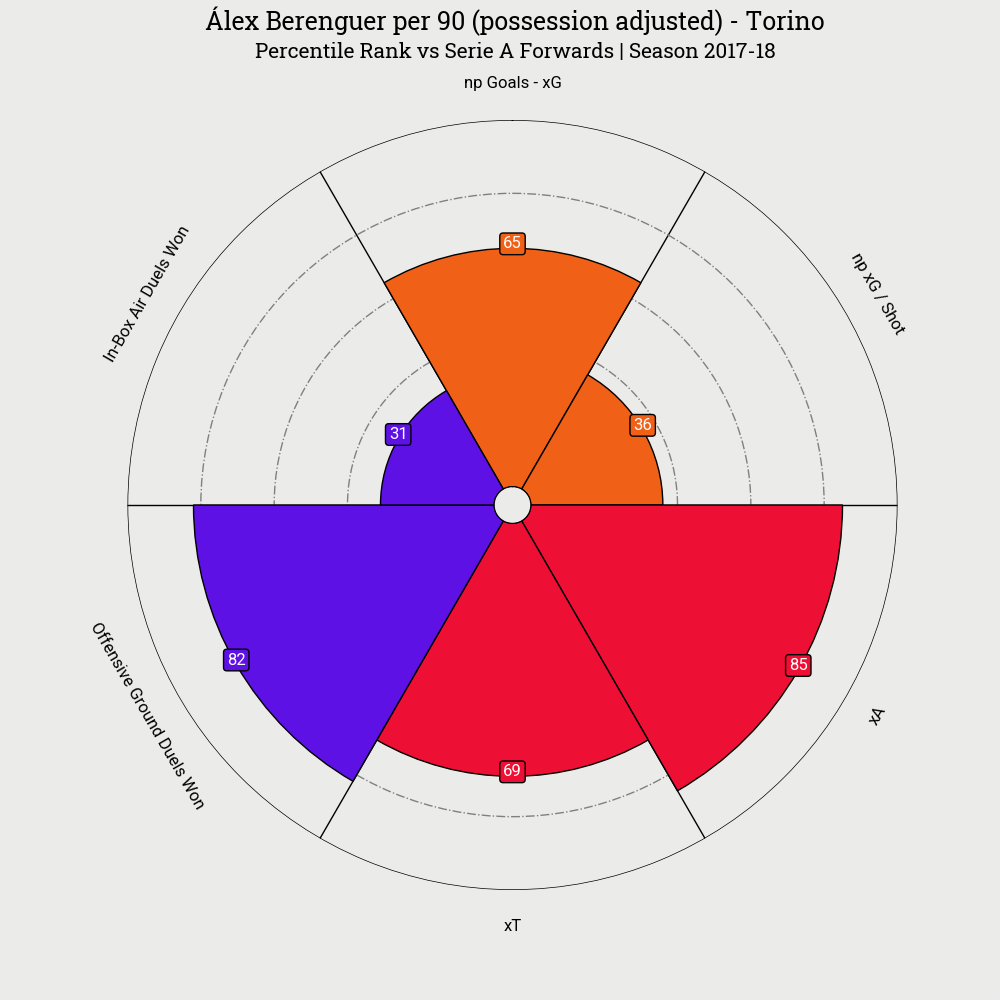 Álex Berenguer per 90 (possession adjusted) - Torino
Percentile Rank vs Serie A Forwards | Season 2017-18
np Goals - xG
np xG / Shot
xA
xT
Offensive Ground Duels Won
In-Box Air Duels Won
65
36
85
69
82
31